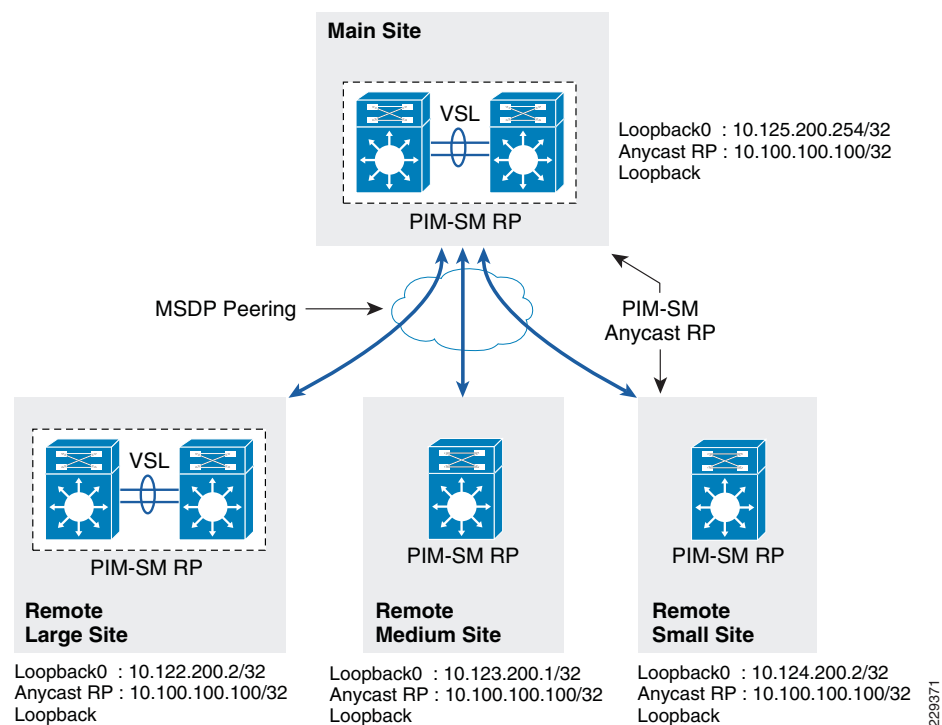 Main Site
VSL
PIM-SM RP
Loopback0 : 10.125.200.254/32
Anycast RP : 10.100.100.100/32
Loopback
MSDP Peering
PIM-SM
Anycast RP
VSL
PIM-SM RP
Remote
Large Site
Loopback0 : 10.122.200.2/32
Anycast RP : 10.100.100.100/32
Loopback
PIM-SM RP
Remote
Medium Site
Loopback0 : 10.123.200.1/32
Anycast RP : 10.100.100.100/32
Loopback
PIM-SM RP
Remote
Small Site
Loopback0 : 10.124.200.2/32
Anycast RP : 10.100.100.100/32
Loopback
229371